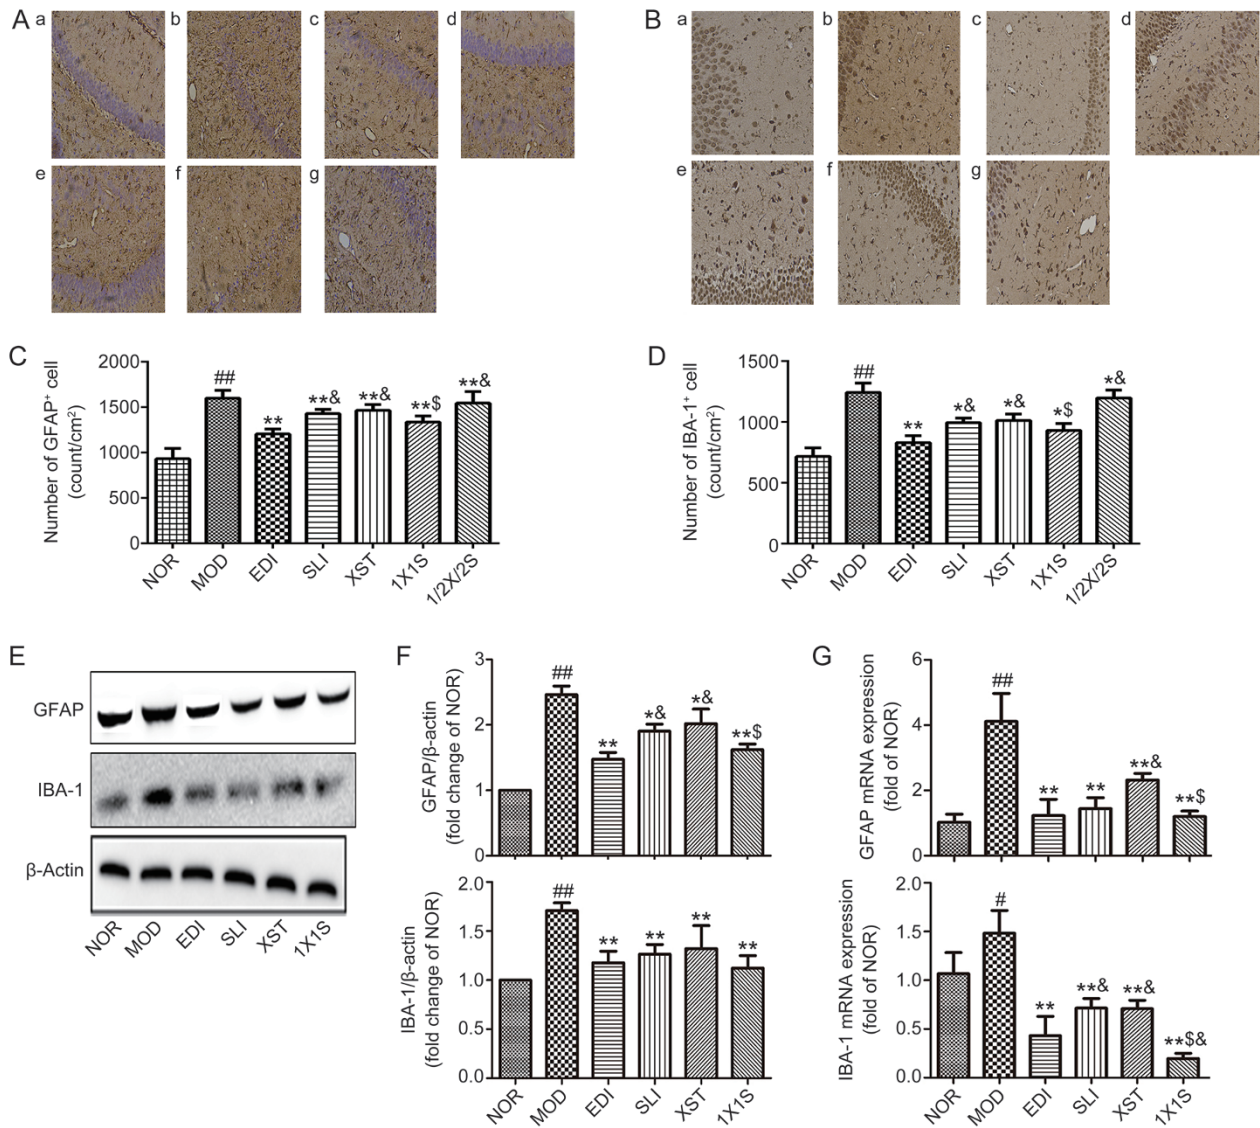 A
a
b
c
d
e
f
g
B
a
b
c
d
e
f
g
C
Number of GFAP⁺ cell
(count/cm²)
2000
1500
1000
500
0
##
**
**&
**&
**$
**&
NOR
MOD
EDI
SLI
XST
1X1S
1/2X/2S
D
Number of IBA-1⁺ cell
(count/cm²)
1500
1000
500
0
##
**
*&
*&
*$
*&
NOR
MOD
EDI
SLI
XST
1X1S
1/2X/2S
E
GFAP
IBA-1
β-Actin
NOR
MOD
EDI
SLI
XST
1X1S
F
GFAP/β-actin
(fold change of NOR)
3
2
1
0
##
**
*&
*&
**$
IBA-1/β-actin
(fold change of NOR)
2.0
1.5
1.0
0.5
0.0
##
**
**
**
**
NOR
MOD
EDI
SLI
XST
1X1S
G
GFAP mRNA expression
(fold of NOR)
6
4
2
0
##
**
**
**&
**$
IBA-1 mRNA expression
(fold of NOR)
2.0
1.5
1.0
0.5
0.0
#
**
**&
**&
**$&
NOR
MOD
EDI
SLI
XST
1X1S